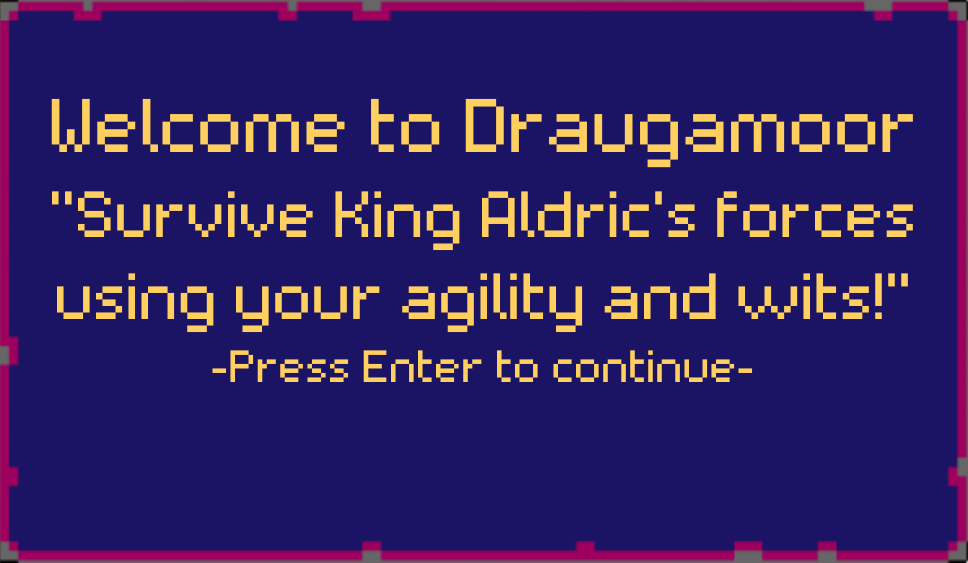 Welcome to Draugamoor
"Survive King Aldric's forces
using your agility and wits!"
-Press Enter to continue-